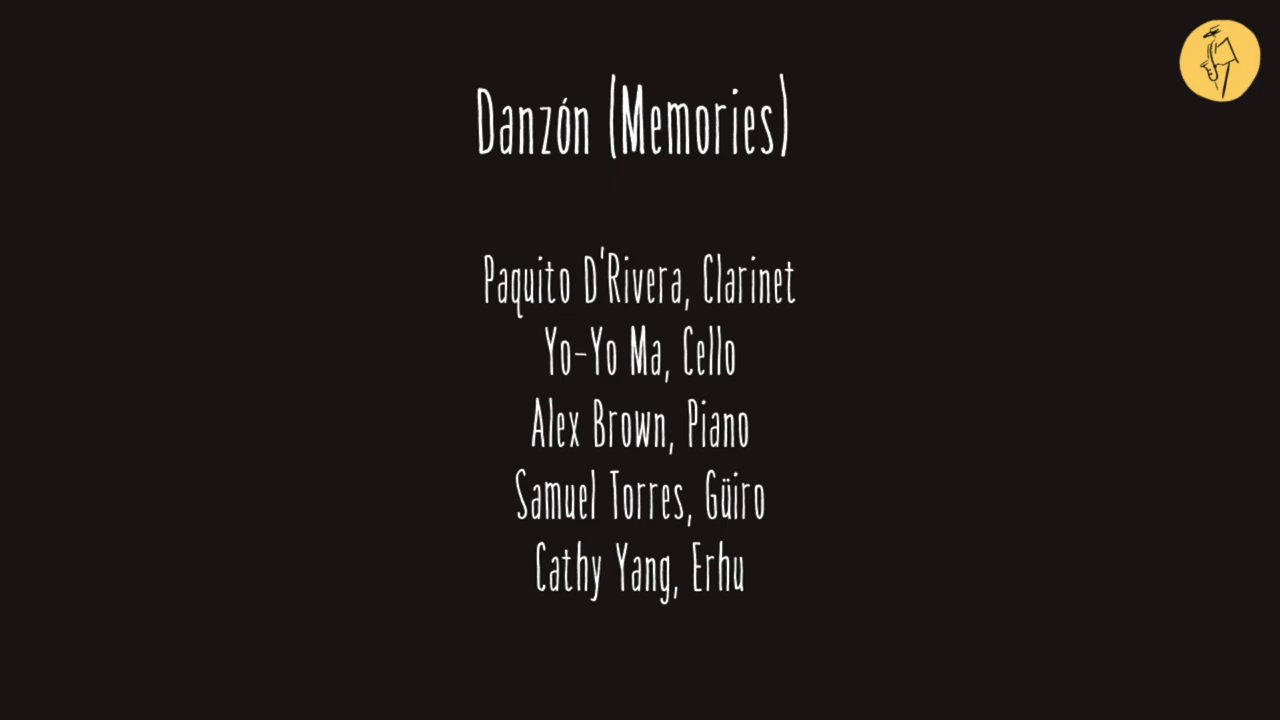 Danzón (Memories)
Paquito D'Rivera, Clarinet
Yo-Yo Ma, Cello
Alex Brown, Piano
Samuel Torres, Güiro
Cathy Yang, Erhu